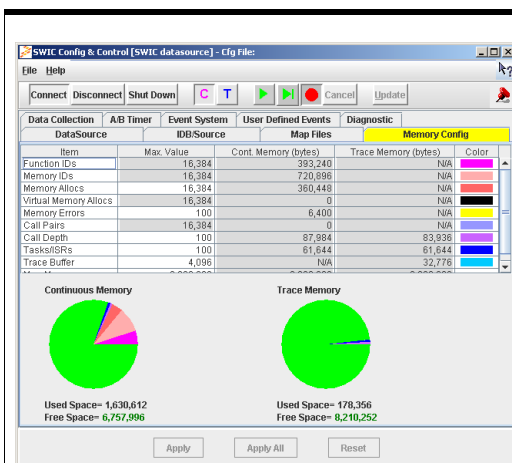 SWIC Config & Control [SWIC datasource] - Cfg File:
File Help
Connect Disconnect Shut Down C T Cancel Update
Data Collection A/B Timer Event System User Defined Events Diagnostic
DataSource IDB/Source Map Files Memory Config
Item Max. Value Cont. Memory (bytes) Trace Memory (bytes) Color
Function IDs 16,384 393,240 N/A
Memory IDs 16,384 720,896 N/A
Memory Allocs 16,384 360,448 N/A
Virtual Memory Allocs 16,384 0 N/A
Memory Errors 100 6,400 N/A
Call Pairs 16,384 0 N/A
Call Depth 100 87,984 83,936
Tasks/ISRs 100 61,644 61,644
Trace Buffer 4,096 N/A 32,776
Continuous Memory Trace Memory
Used Space= 1,630,612 Used Space= 178,356
Free Space= 6,757,996 Free Space= 8,210,252
Apply Apply All Reset